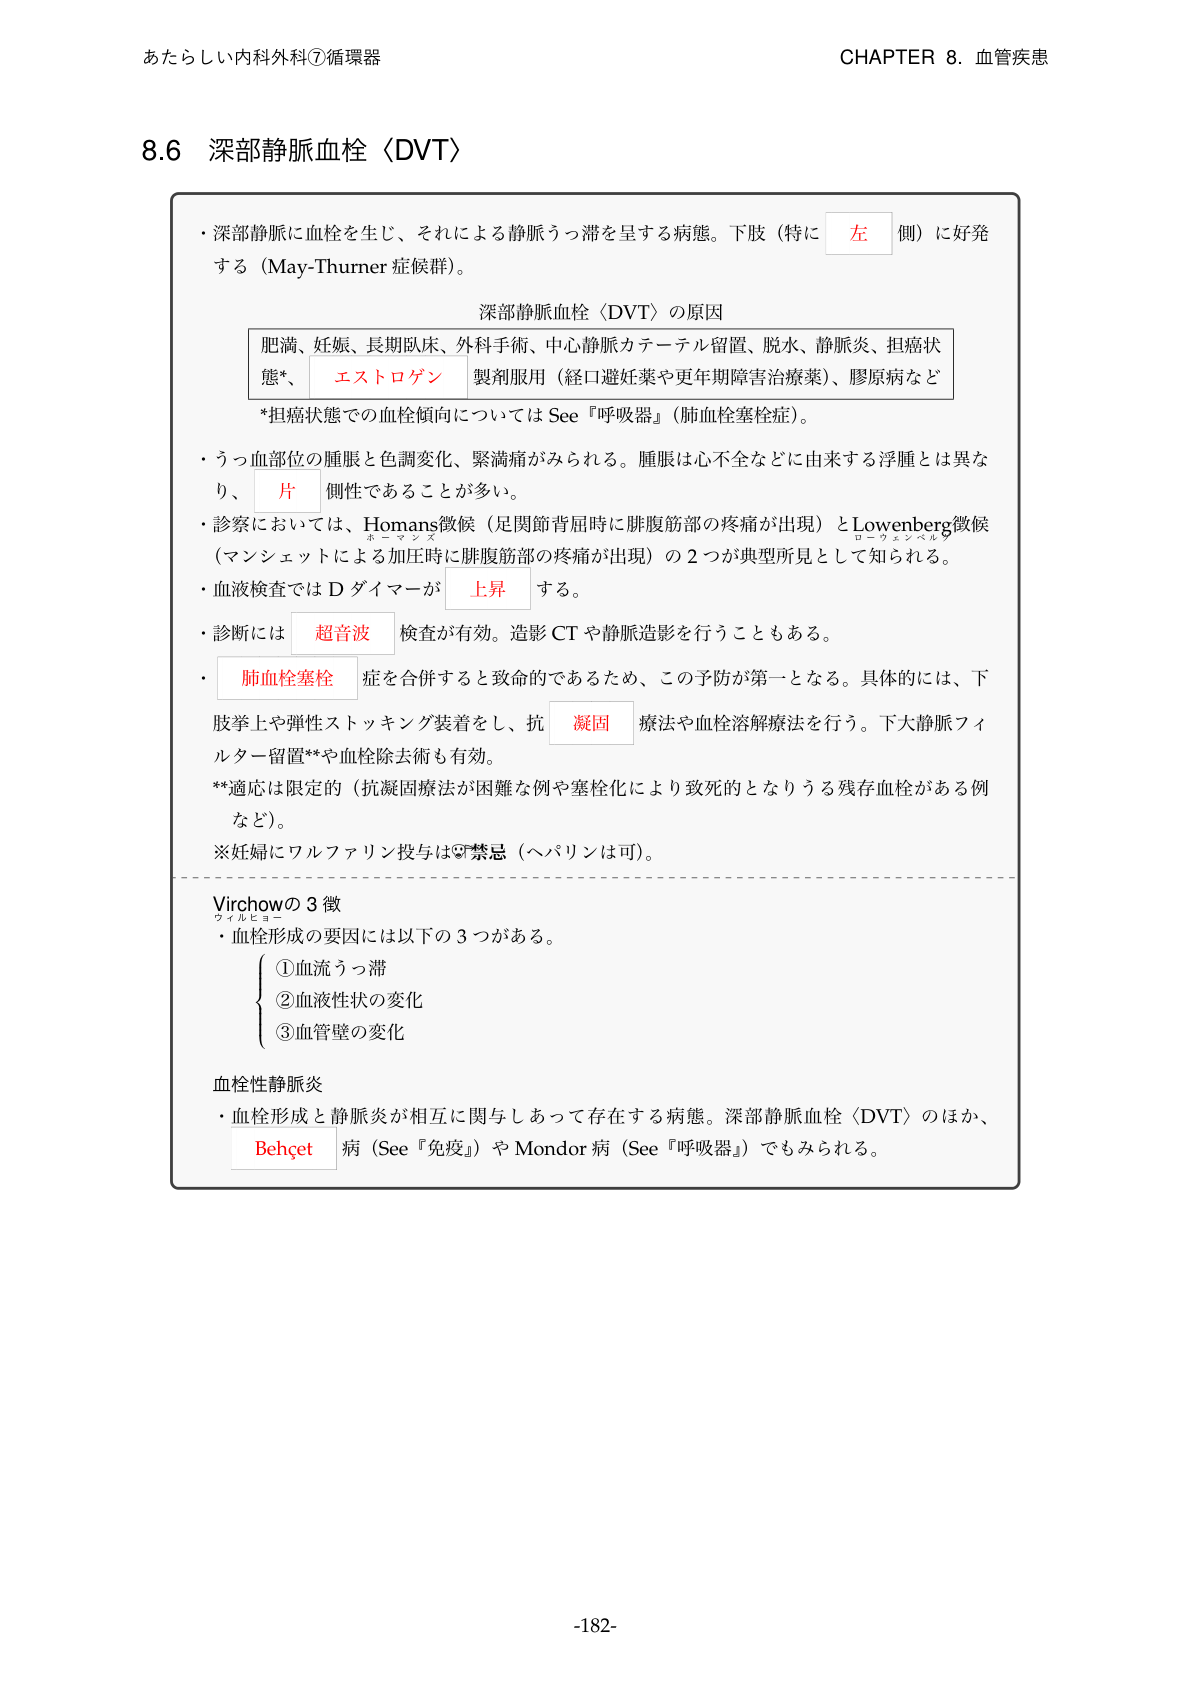 あたらしい内科外科⑦循環器
CHAPTER 8. 血管疾患
8.6 深部静脈血栓〈DVT〉
・深部静脈に血栓を生じ、それによる静脈うっ滞を呈する病態。下肢（特に 左 側）に好発
する（May-Thurner 症候群）。
深部静脈血栓〈DVT〉の原因
肥満、妊娠、長期臥床、外科手術、中心静脈カテーテル留置、脱水、静脈炎、担癌状
態*、 エストロゲン 製剤服用（経口避妊薬や更年期障害治療薬）、膠原病など
*担癌状態での血栓傾向については See『呼吸器』（肺血栓塞栓症）。
・うっ血部位の腫脹と色調変化、緊満痛がみられる。腫脹は心不全などに由来する浮腫とは異な
り、 片 側性であることが多い。
・診察においては、Homans徴候（足関節背屈時に腓腹筋部の疼痛が出現）とLowenberg徴候
ホーマンズ ローウェンベルグ
（マンシェットによる加圧時に腓腹筋部の疼痛が出現）の 2 つが典型所見として知られる。
・血液検査では D ダイマーが 上昇 する。
・診断には 超音波 検査が有効。造影 CT や静脈造影を行うこともある。
・ 肺血栓塞栓 症を合併すると致命的であるため、この予防が第一となる。具体的には、下
肢挙上や弾性ストッキング装着をし、抗 凝固 療法や血栓溶解療法を行う。下大静脈フィ
ルター留置**や血栓除去術も有効。
**適応は限定的（抗凝固療法が困難な例や塞栓化により致死的となりうる残存血栓がある例
など）。
※妊婦にワルファリン投与は禁忌（ヘパリンは可）。
Virchowの 3 徴
ウィルヒョー
・血栓形成の要因には以下の 3 つがある。
①血流うっ滞
②血液性状の変化
③血管壁の変化
血栓性静脈炎
・血栓形成と静脈炎が相互に関与しあって存在する病態。深部静脈血栓〈DVT〉のほか、
Behçet 病（See『免疫』）や Mondor 病（See『呼吸器』）でもみられる。
-182-